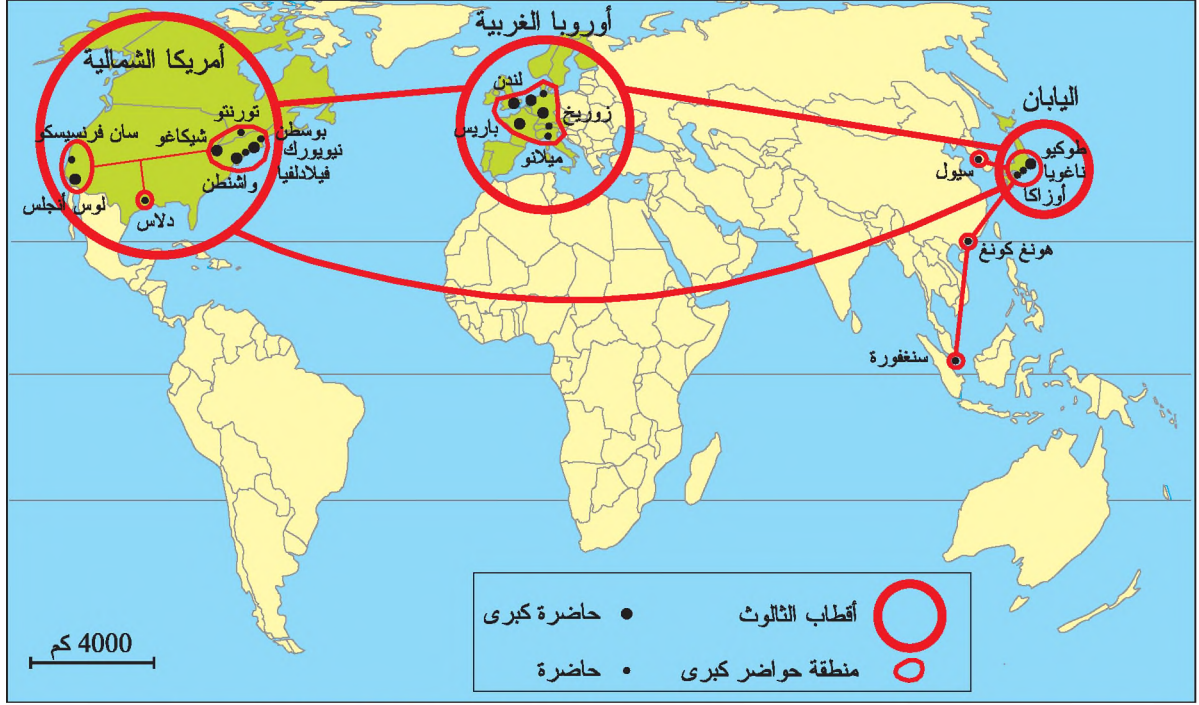 أوروبا الغربية
أمريكا الشمالية
اليابان
لندن
زوريخ
باريس
ميلانو
تورنتو
بوسطن
شيكاغو
نيويورك
فيلادلفيا
واشنطن
سان فرنسيسكو
لوس أنجلس
دلاس
طوكيو
ناغويا
أوزاكا
سيول
هونغ كونغ
سنغفورة
أقطاب الثالوث
حاضرة كبرى
منطقة حواضر كبرى
حاضرة
4000 كم